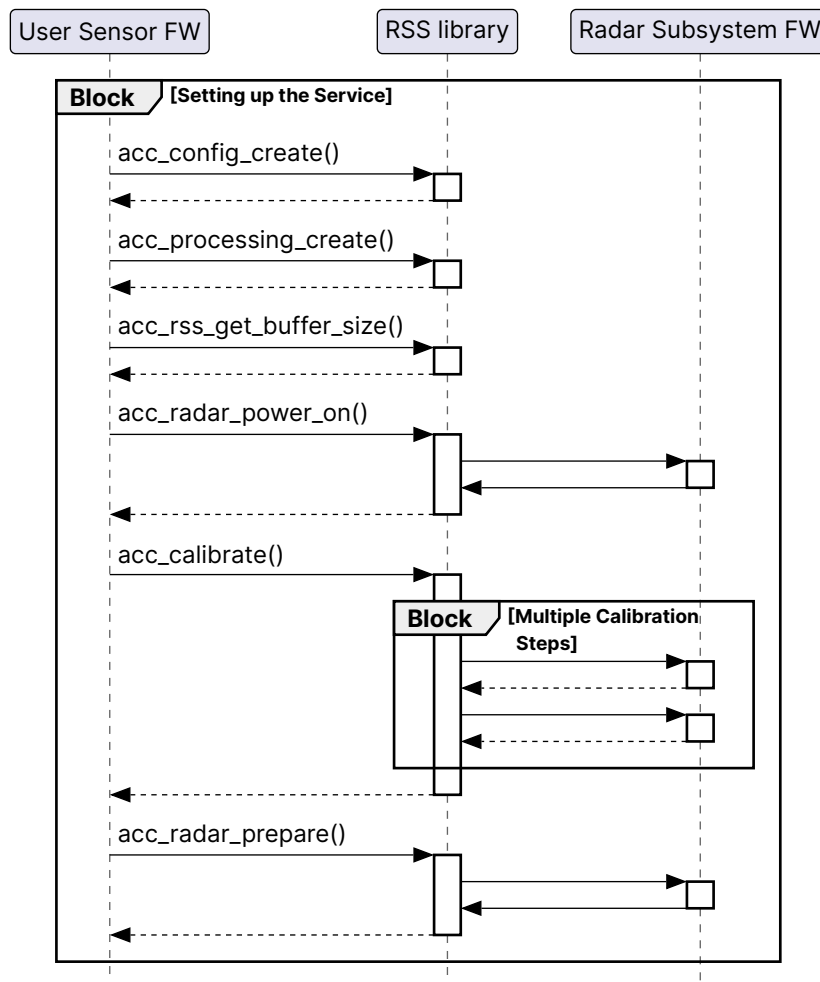 User Sensor FW
RSS library
Radar Subsystem FW
Block
[Setting up the Service]
acc_config_create()
acc_processing_create()
acc_rss_get_buffer_size()
acc_radar_power_on()
acc_calibrate()
Block
[Multiple Calibration
Steps]
acc_radar_prepare()